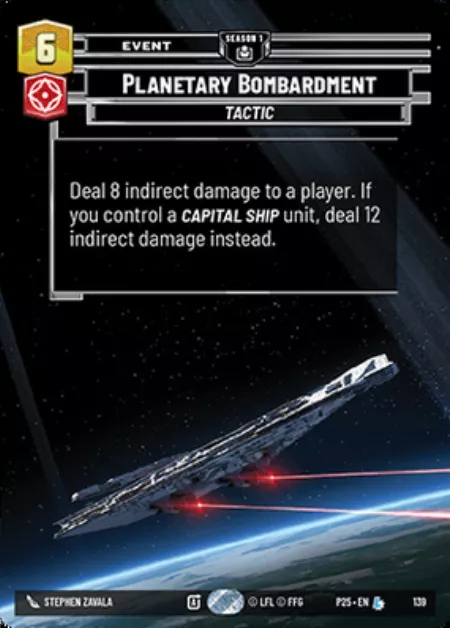 6
EVENT
SEASON 1
PLANETARY BOMBARDMENT
TACTIC
Deal 8 indirect damage to a player. If
you control a CAPITAL SHIP unit, deal 12
indirect damage instead.
STEPHEN ZAVALA
© LFL © FFG
P25 • EN
139